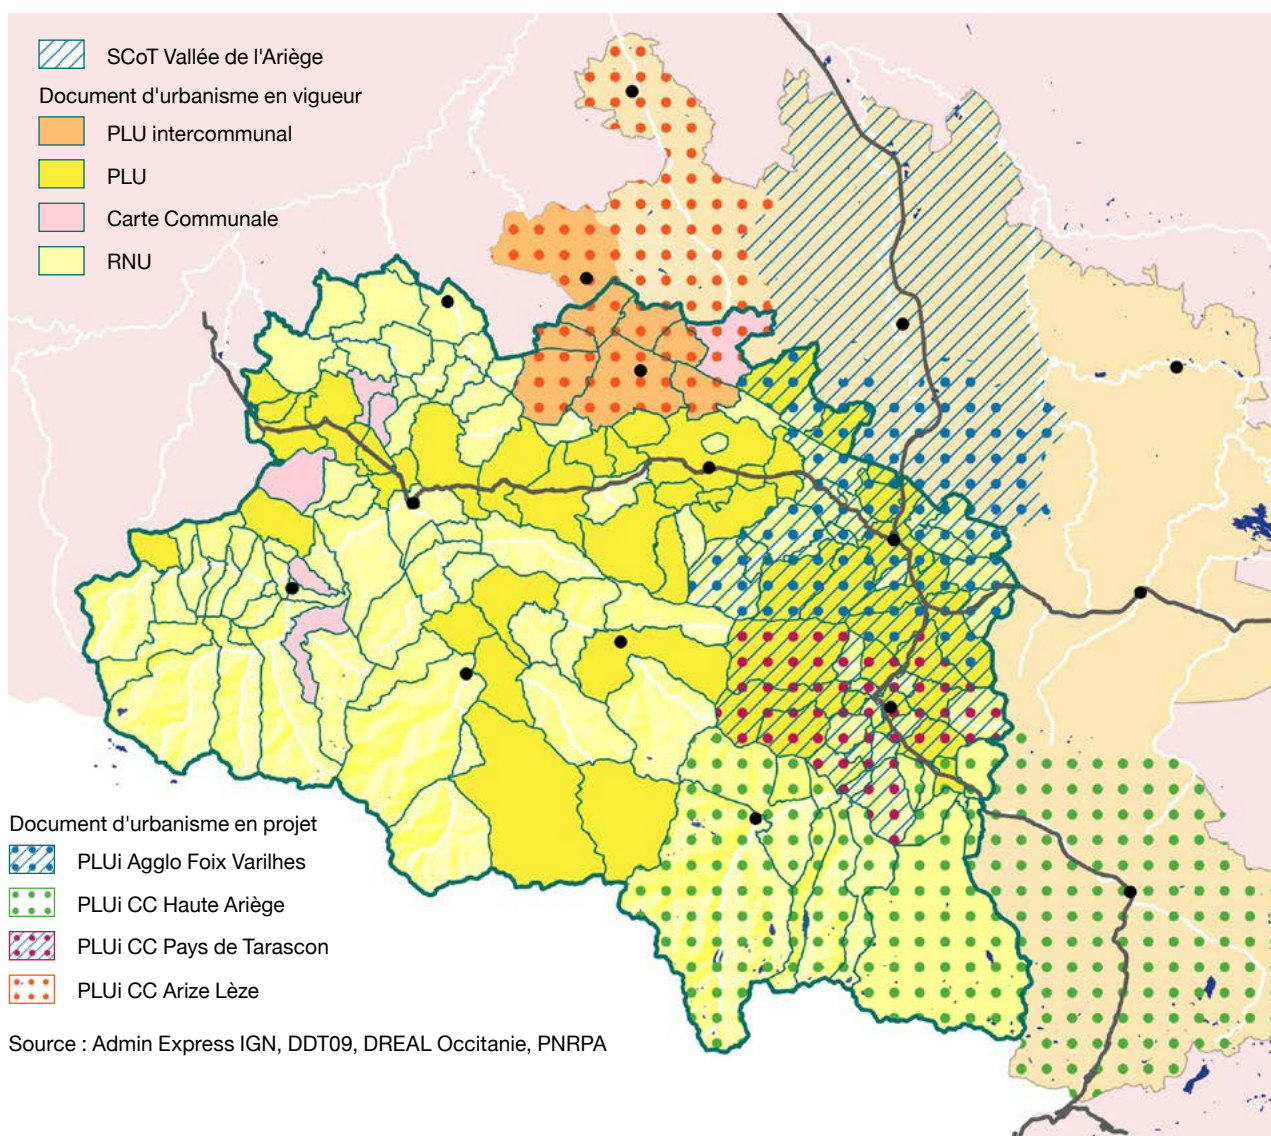 SCoT Vallée de l'Ariège
Document d'urbanisme en vigueur
PLU intercommunal
PLU
Carte Communale
RNU
Document d'urbanisme en projet
PLUi Agglo Foix Varilhes
PLUi CC Haute Ariège
PLUi CC Pays de Tarascon
PLUi CC Arize Lèze
Source : Admin Express IGN, DDT09, DREAL Occitanie, PNRPA